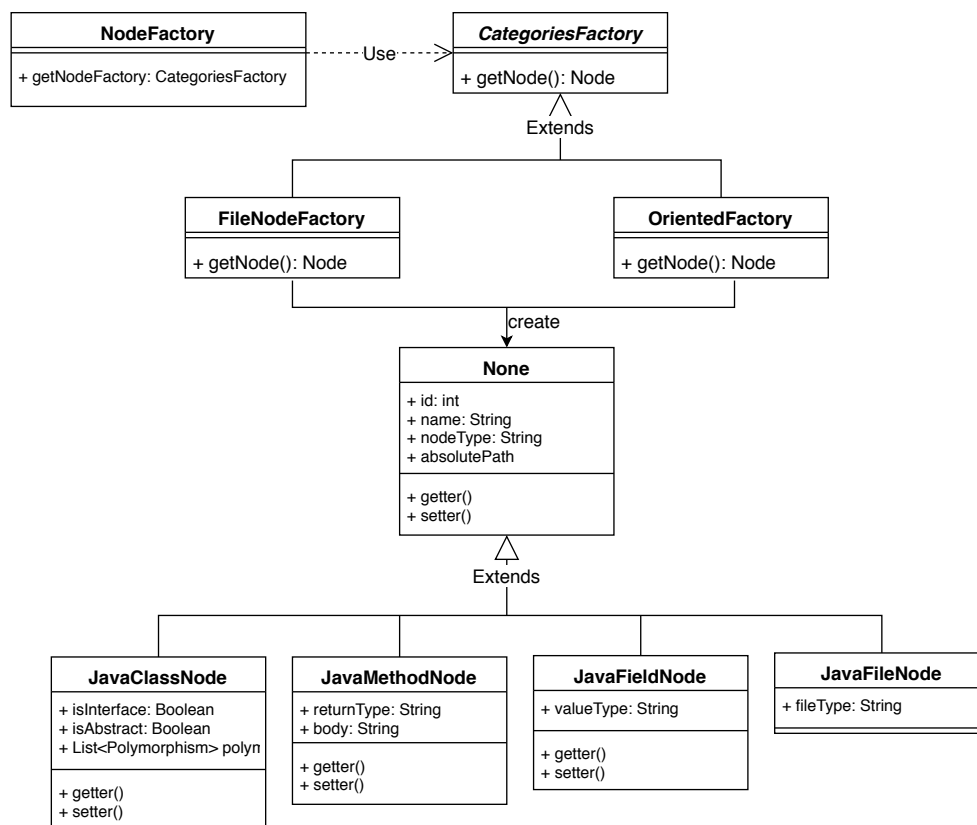 NodeFactory
+ getNodeFactory: CategoriesFactory
Use
CategoriesFactory
+ getNode(): Node
Extends
FileNodeFactory
+ getNode(): Node
OrientedFactory
+ getNode(): Node
create
None
+ id: int
+ name: String
+ nodeType: String
+ absolutePath
+ getter()
+ setter()
Extends
JavaClassNode
+ isInterface: Boolean
+ isAbstract: Boolean
+ List<Polymorphism> polyn
+ getter()
+ setter()
JavaMethodNode
+ returnType: String
+ body: String
+ getter()
+ setter()
JavaFieldNode
+ valueType: String
+ getter()
+ setter()
JavaFileNode
+ fileType: String